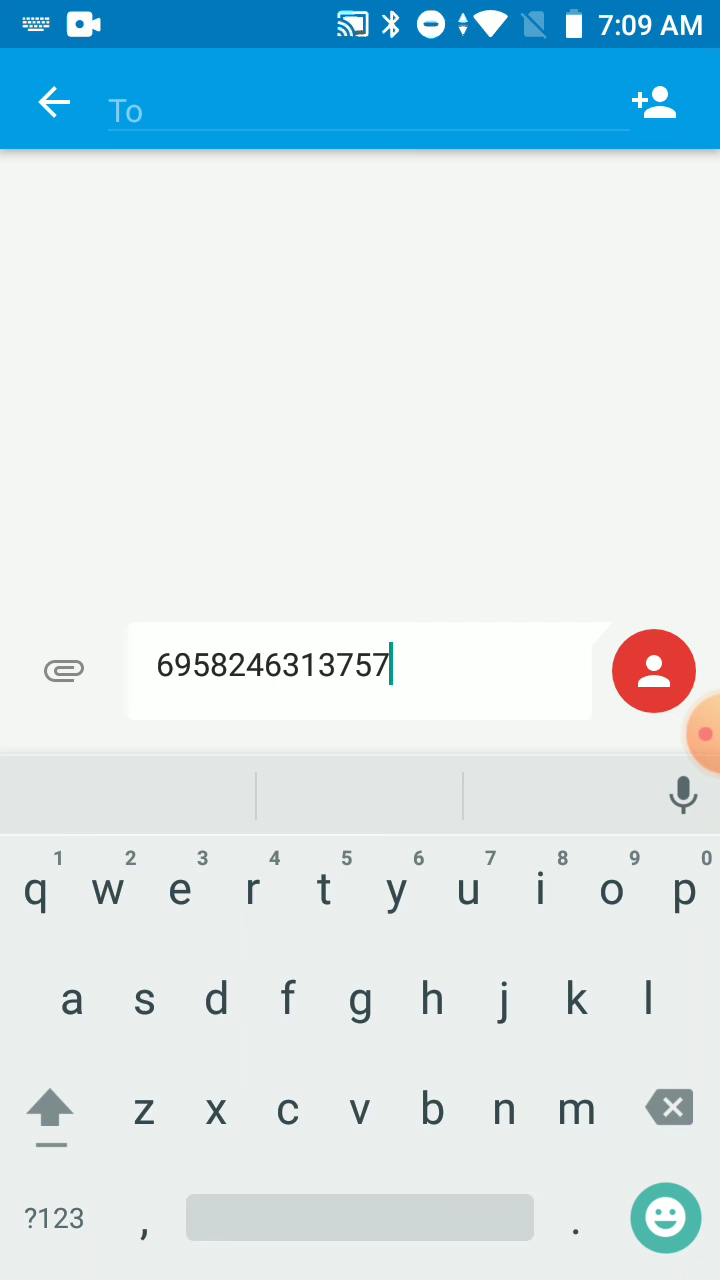 7:09 AM
To
6958246313757
1 2 3 4 5 6 7 8 9 0
q w e r t y u i o p
a s d f g h j k l
z x c v b n m
?123 , .